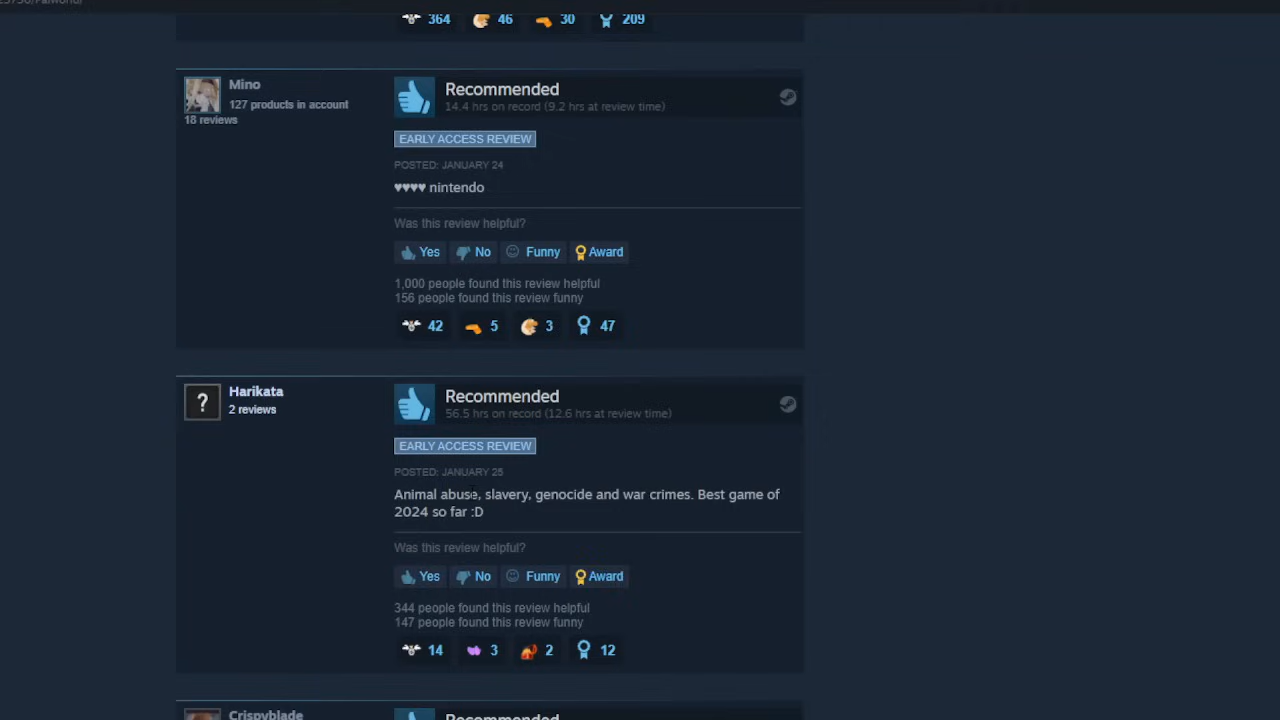 364 46 30 209
Mino
127 products in account
18 reviews
Recommended
14.4 hrs on record (9.2 hrs at review time)
EARLY ACCESS REVIEW
POSTED: JANUARY 24
♥♥♥♥ nintendo
Was this review helpful?
Yes No Funny Award
1,000 people found this review helpful
156 people found this review funny
42 5 3 47
Harikata
2 reviews
Recommended
56.5 hrs on record (12.6 hrs at review time)
EARLY ACCESS REVIEW
POSTED: JANUARY 25
Animal abuse, slavery, genocide and war crimes. Best game of
2024 so far :D
Was this review helpful?
Yes No Funny Award
344 people found this review helpful
147 people found this review funny
14 3 2 12
Crispyblade
Recommended